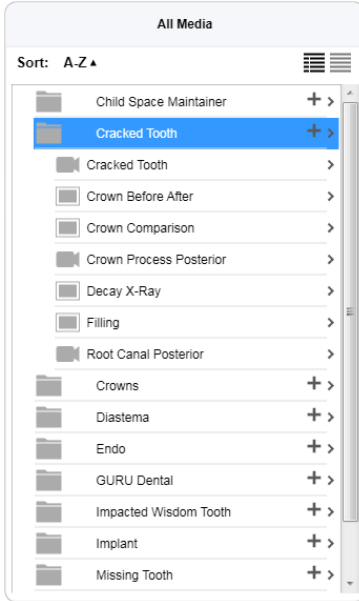 All Media
Sort: A-Z▲
Child Space Maintainer
Cracked Tooth
Cracked Tooth
Crown Before After
Crown Comparison
Crown Process Posterior
Decay X-Ray
Filling
Root Canal Posterior
Crowns
Diastema
Endo
GURU Dental
Impacted Wisdom Tooth
Implant
Missing Tooth